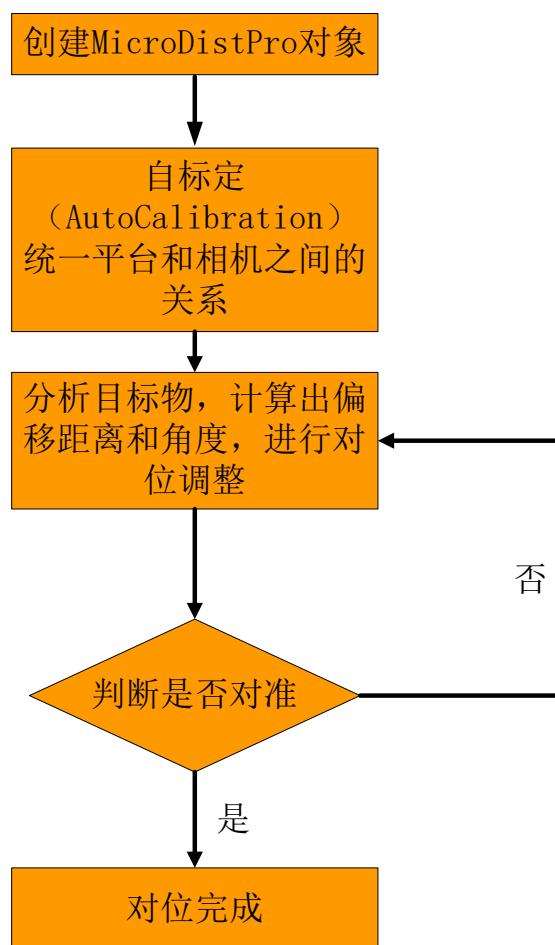 创建MicroDistPro对象
自标定
（AutoCalibration）
统一平台和相机之间的
关系
分析目标物，计算出偏
移距离和角度，进行对
位调整
否
判断是否对准
是
对位完成